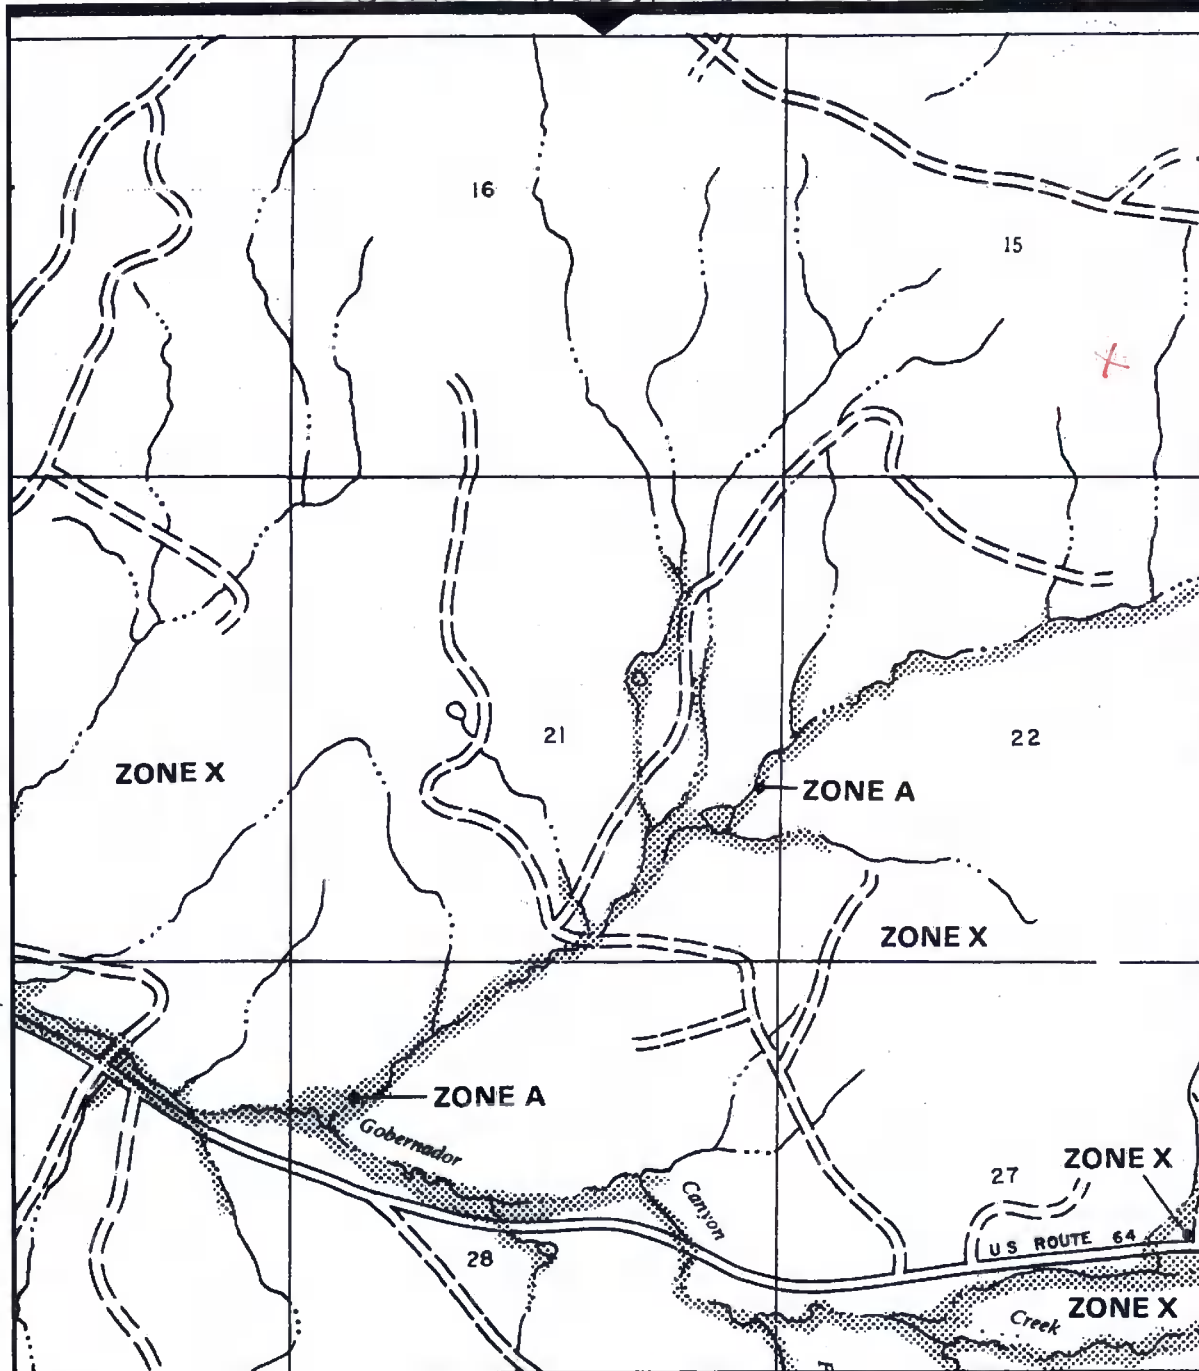 16
15
21
22
ZONE X
ZONE A
ZONE X
ZONE A
Gobernador
Canyon
27
ZONE X
US ROUTE 64
28
Creek
ZONE X